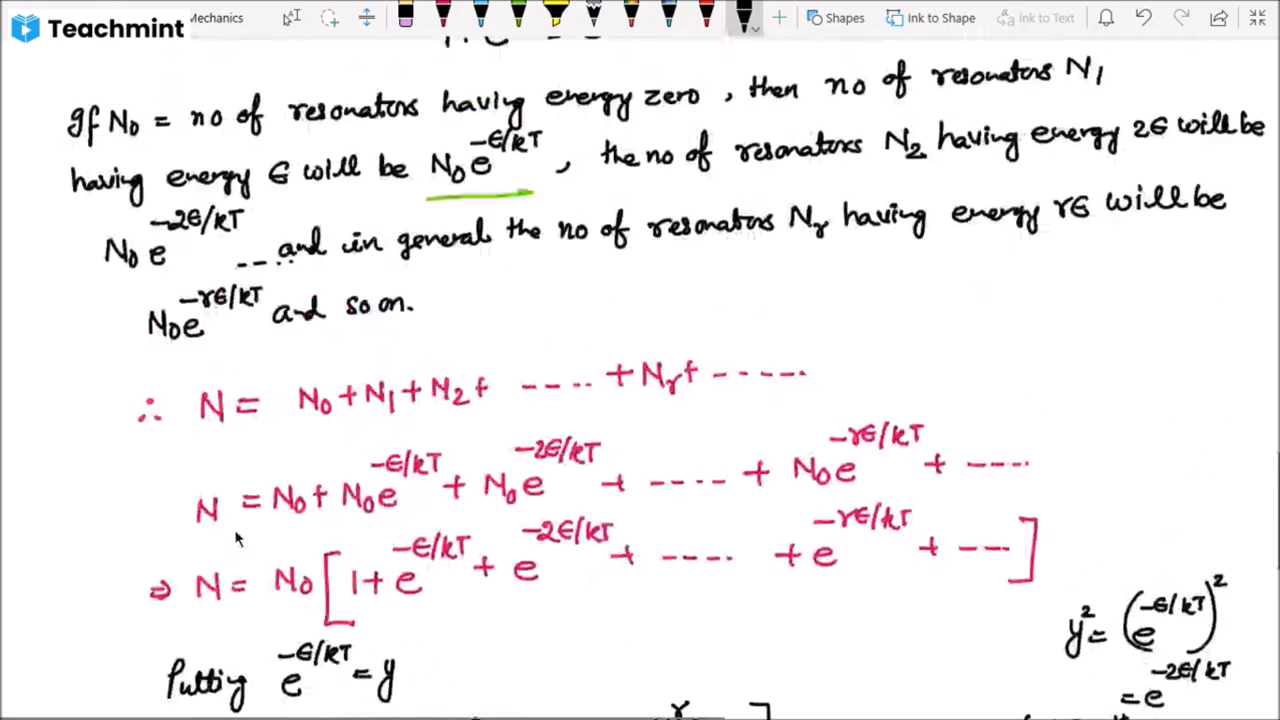 Teachmint
Mechanics
Shapes
Ink to Shape
Ink to Text
If N₀ = no of resonators having energy zero, then no of resonators N₁
having energy ϵ will be N₀e^{-ϵ/kT}, the no of resonators N₂ having energy 2ϵ will be
N₀e^{-2ϵ/kT} ---- and in general the no of resonators Nᵣ having energy rϵ will be
N₀e^{-rϵ/kT} and so on.
∴ N = N₀ + N₁ + N₂ + ---- + Nᵣ + ------
N = N₀ + N₀e^{-ϵ/kT} + N₀e^{-2ϵ/kT} + ---- + N₀e^{-rϵ/kT} + ----
⇒ N = N₀ [1 + e^{-ϵ/kT} + e^{-2ϵ/kT} + ---- + e^{-rϵ/kT} + ---]
Putting e^{-ϵ/kT} = y
y² = (e^{-ϵ/kT})²
= e^{-2ϵ/kT}